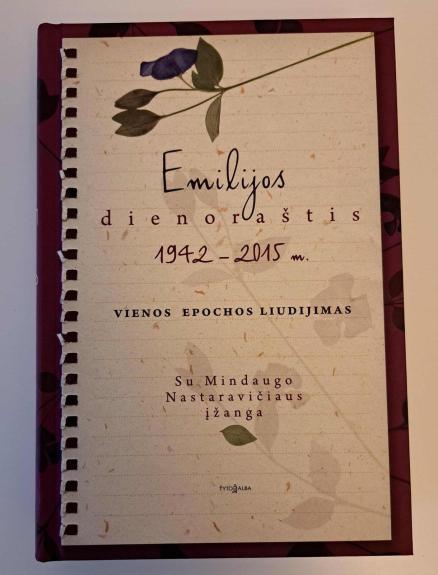 Emilijos
dienoraštis
1942 – 2015 m.
VIENOS EPOCHOS LIUDIJIMAS
Su Mindaugo
Nastaravičiaus
įžanga
TYTO ALBA